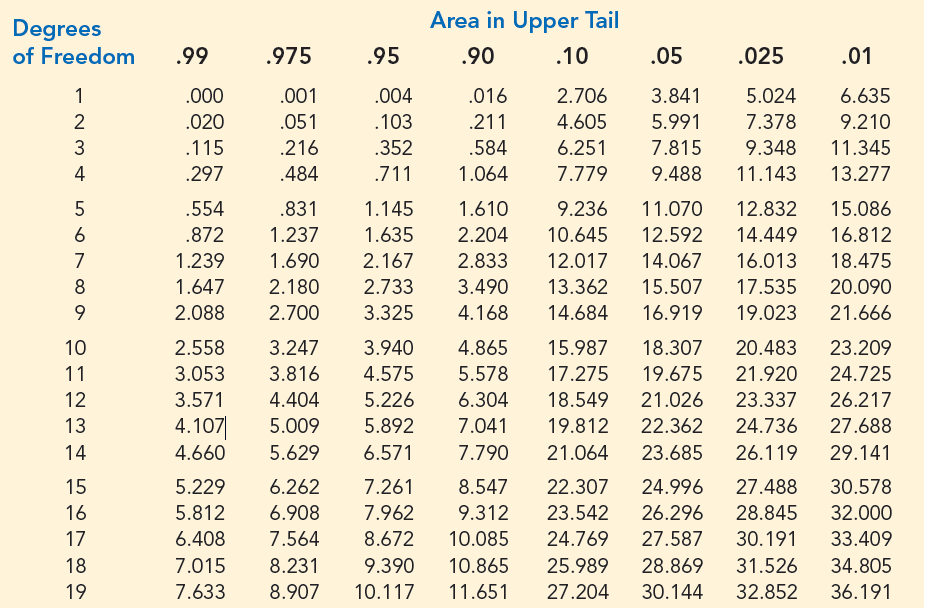 Area in Upper Tail
Degrees
of Freedom .99 .975 .95 .90 .10 .05 .025 .01
1 .000 .001 .004 .016 2.706 3.841 5.024 6.635
2 .020 .051 .103 .211 4.605 5.991 7.378 9.210
3 .115 .216 .352 .584 6.251 7.815 9.348 11.345
4 .297 .484 .711 1.064 7.779 9.488 11.143 13.277
5 .554 .831 1.145 1.610 9.236 11.070 12.832 15.086
6 .872 1.237 1.635 2.204 10.645 12.592 14.449 16.812
7 1.239 1.690 2.167 2.833 12.017 14.067 16.013 18.475
8 1.647 2.180 2.733 3.490 13.362 15.507 17.535 20.090
9 2.088 2.700 3.325 4.168 14.684 16.919 19.023 21.666
10 2.558 3.247 3.940 4.865 15.987 18.307 20.483 23.209
11 3.053 3.816 4.575 5.578 17.275 19.675 21.920 24.725
12 3.571 4.404 5.226 6.304 18.549 21.026 23.337 26.217
13 4.107 5.009 5.892 7.041 19.812 22.362 24.736 27.688
14 4.660 5.629 6.571 7.790 21.064 23.685 26.119 29.141
15 5.229 6.262 7.261 8.547 22.307 24.996 27.488 30.578
16 5.812 6.908 7.962 9.312 23.542 26.296 28.845 32.000
17 6.408 7.564 8.672 10.085 24.769 27.587 30.191 33.409
18 7.015 8.231 9.390 10.865 25.989 28.869 31.526 34.805
19 7.633 8.907 10.117 11.651 27.204 30.144 32.852 36.191